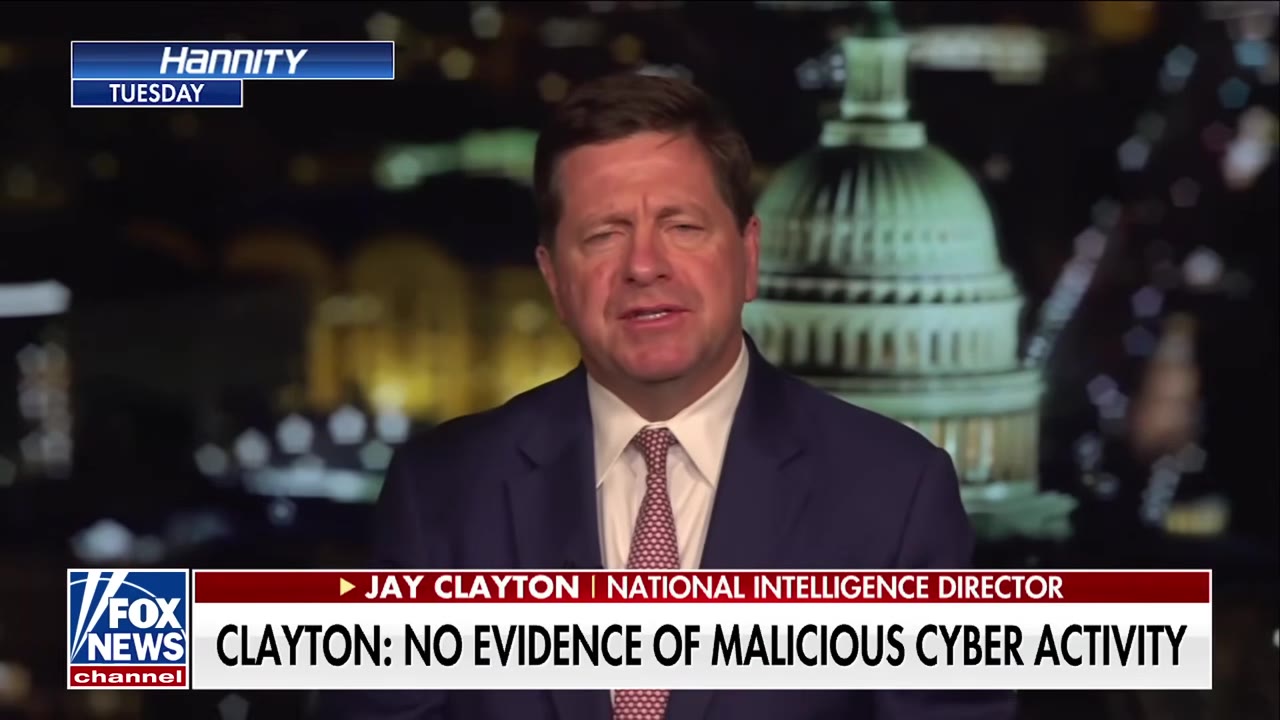 HANNITY
TUESDAY
JAY CLAYTON | NATIONAL INTELLIGENCE DIRECTOR
FOX
NEWS
channel
CLAYTON: NO EVIDENCE OF MALICIOUS CYBER ACTIVITY